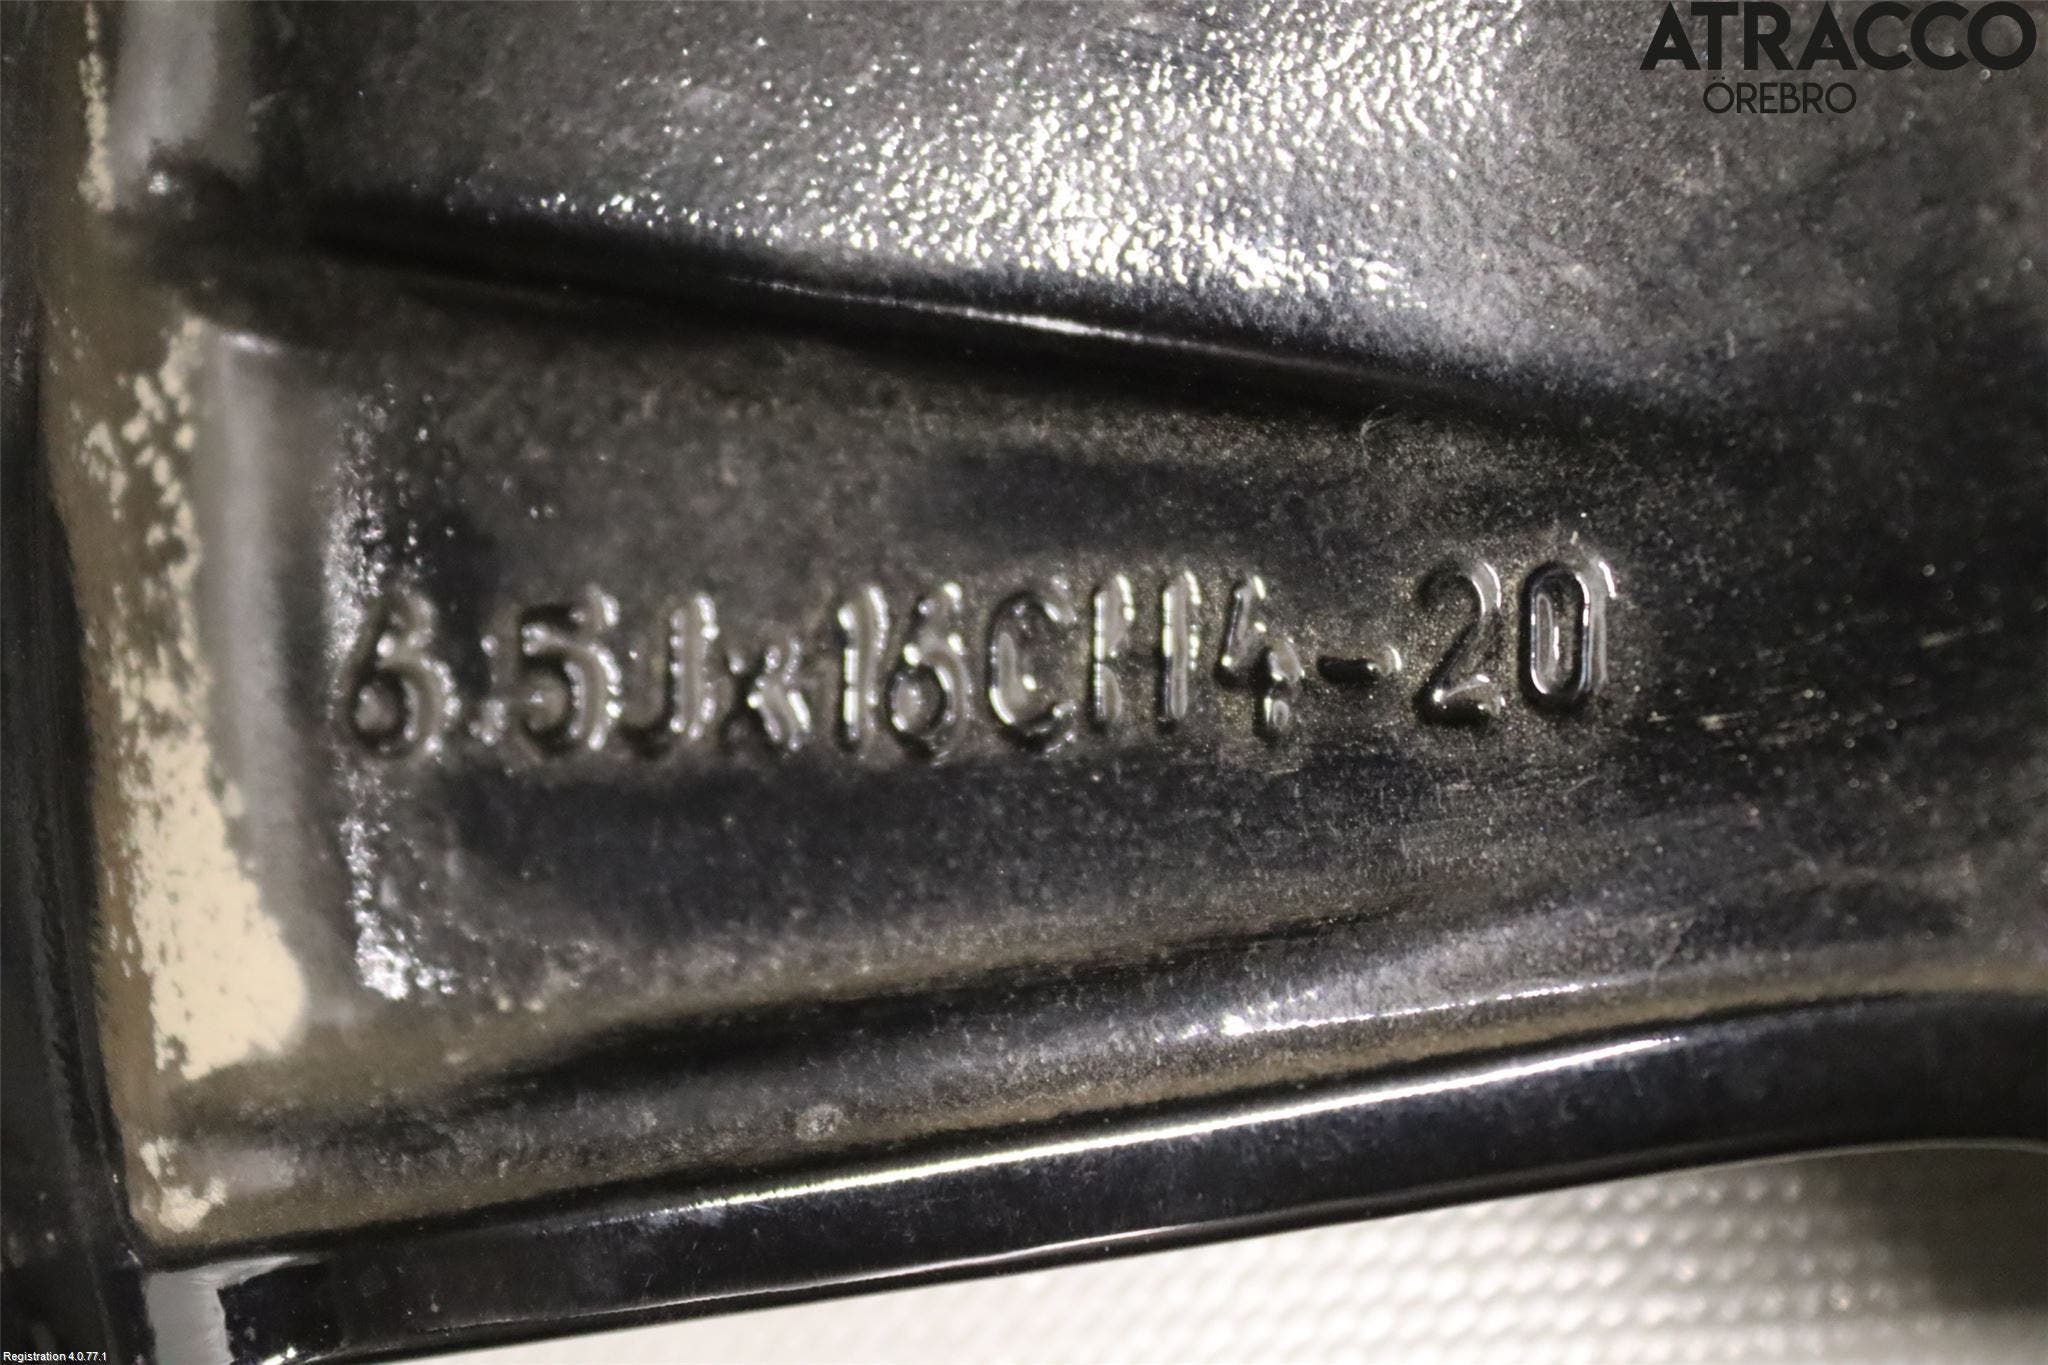 ATRACCO
ÖREBRO
6.5Jx16CH4-20
Registration 4.0.77.1